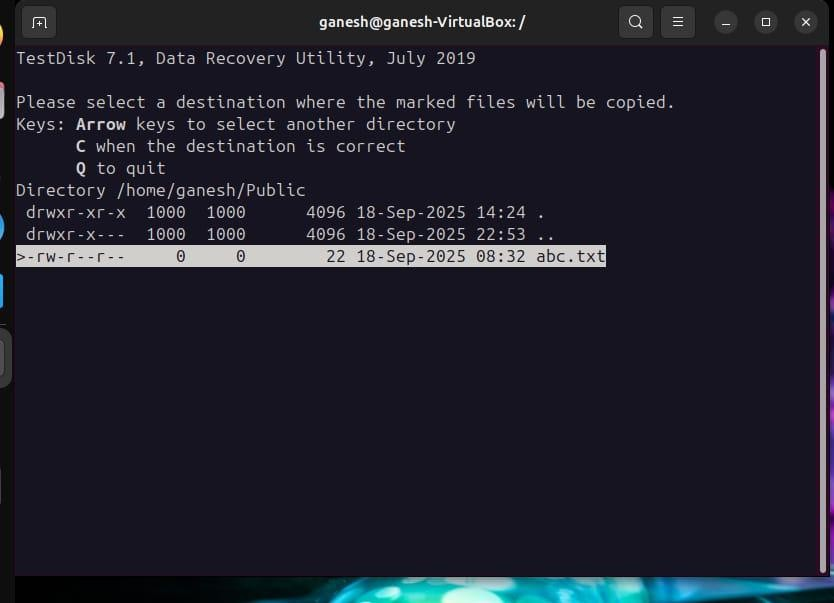 ganesh@ganesh-VirtualBox: /
TestDisk 7.1, Data Recovery Utility, July 2019
Please select a destination where the marked files will be copied.
Keys: Arrow keys to select another directory
C when the destination is correct
Q to quit
Directory /home/ganesh/Public
drwxr-xr-x 1000 1000 4096 18-Sep-2025 14:24 .
drwxr-x--- 1000 1000 4096 18-Sep-2025 22:53 ..
>-rw-r--r-- 0 0 22 18-Sep-2025 08:32 abc.txt